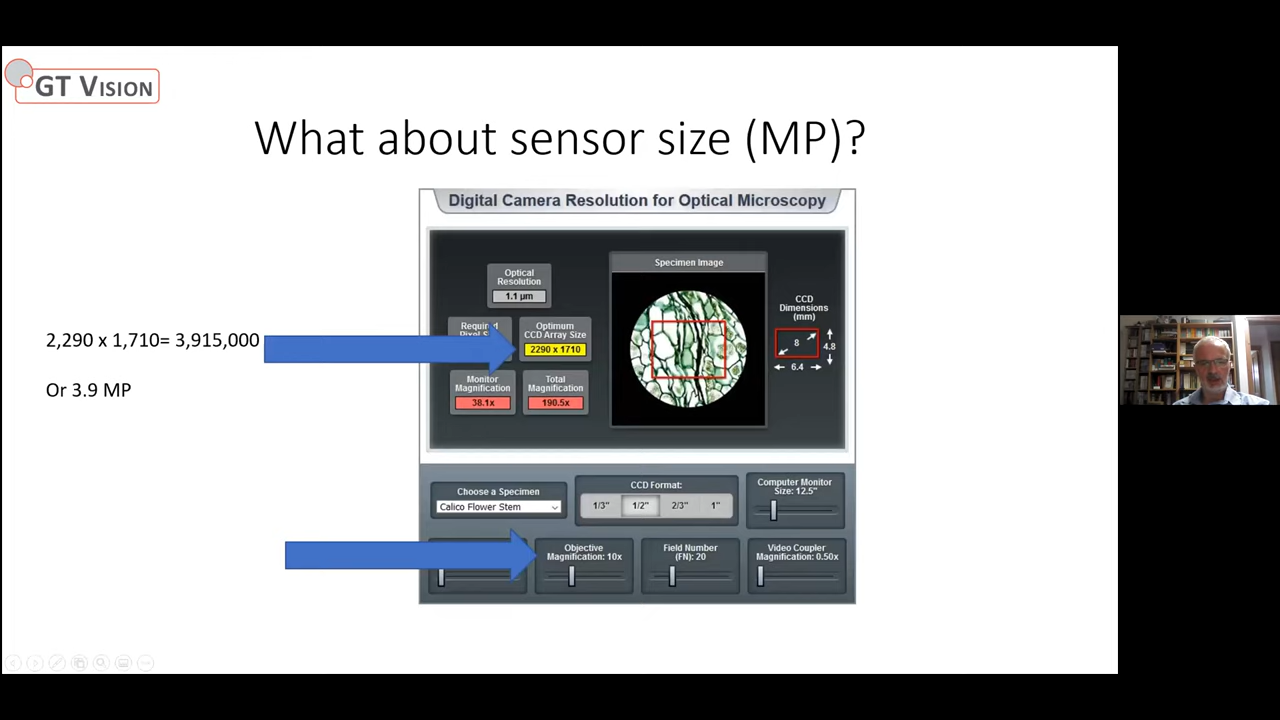 GT VISION
What about sensor size (MP)?
2,290 x 1,710= 3,915,000
Or 3.9 MP
Digital Camera Resolution for Optical Microscopy
Optical
Resolution
1.1 µm
Optimum
CCD Array Size
2290 x 1710
Monitor
Magnification
38.1x
Total
Magnification
190.5x
Specimen Image
CCD
Dimensions
(mm)
8
4.8
6.4
Choose a Specimen
Calico Flower Stem
CCD Format:
1/3"
1/2"
2/3"
1"
Computer Monitor
Size: 12.5"
Objective
Magnification: 10x
Field Number
(FN): 20
Video Coupler
Magnification: 0.50x